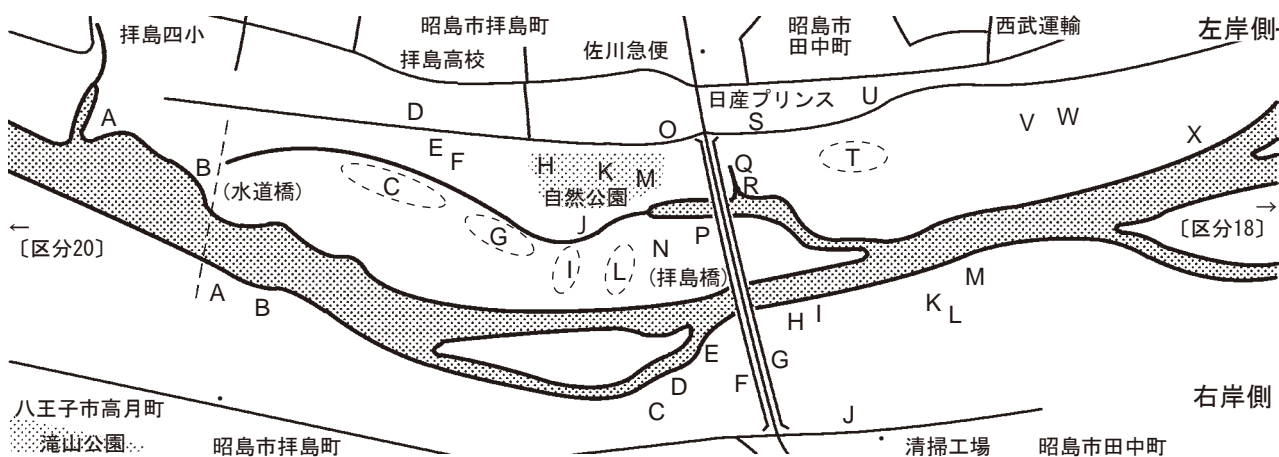 昭島市拝島町
昭島市
田中町
西武運輸
左岸側
拝島四小
拝島高校
佐川急便
日産プリンス
U
A
D
O
S
V
W
X
E
F
H
K
M
自然公園
Q
R
T
B
(水道橋)
C
G
J
P
←
〔区分20〕
→
〔区分18〕
I
L
N
(拝島橋)
A
B
M
K
L
H
I
E
G
D
F
C
J
右岸側
八王子市高月町
滝山公園
昭島市拝島町
清掃工場
昭島市田中町